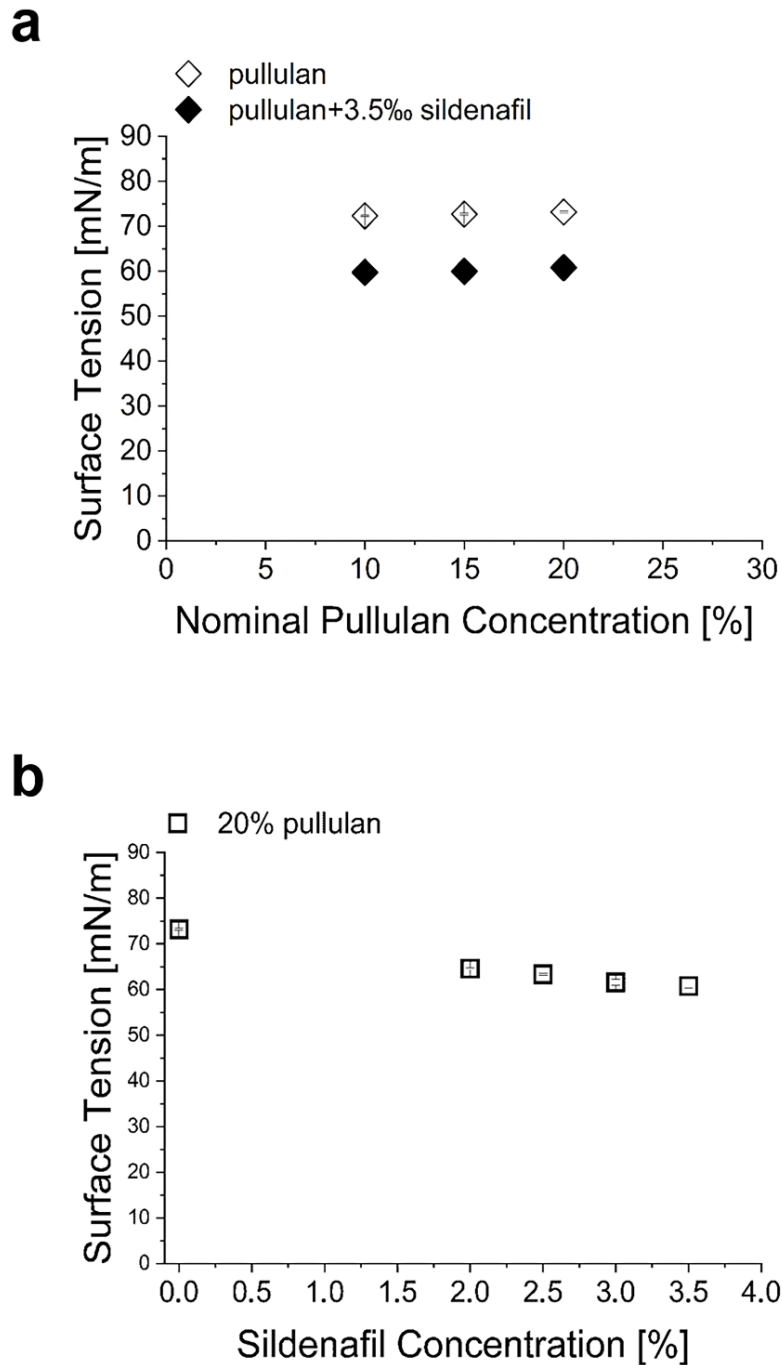 a
pullulan
pullulan+3.5‰ sildenafil
90
80
70
60
50
40
30
20
10
0
Surface Tension [mN/m]
0 5 10 15 20 25 30
Nominal Pullulan Concentration [%]
b
20% pullulan
90
80
70
60
50
40
30
20
10
0
Surface Tension [mN/m]
0.0 0.5 1.0 1.5 2.0 2.5 3.0 3.5 4.0
Sildenafil Concentration [%]